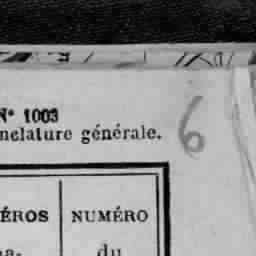 N° 1003
nclature générale.
6
ÉROS NUMÉRO
a- du